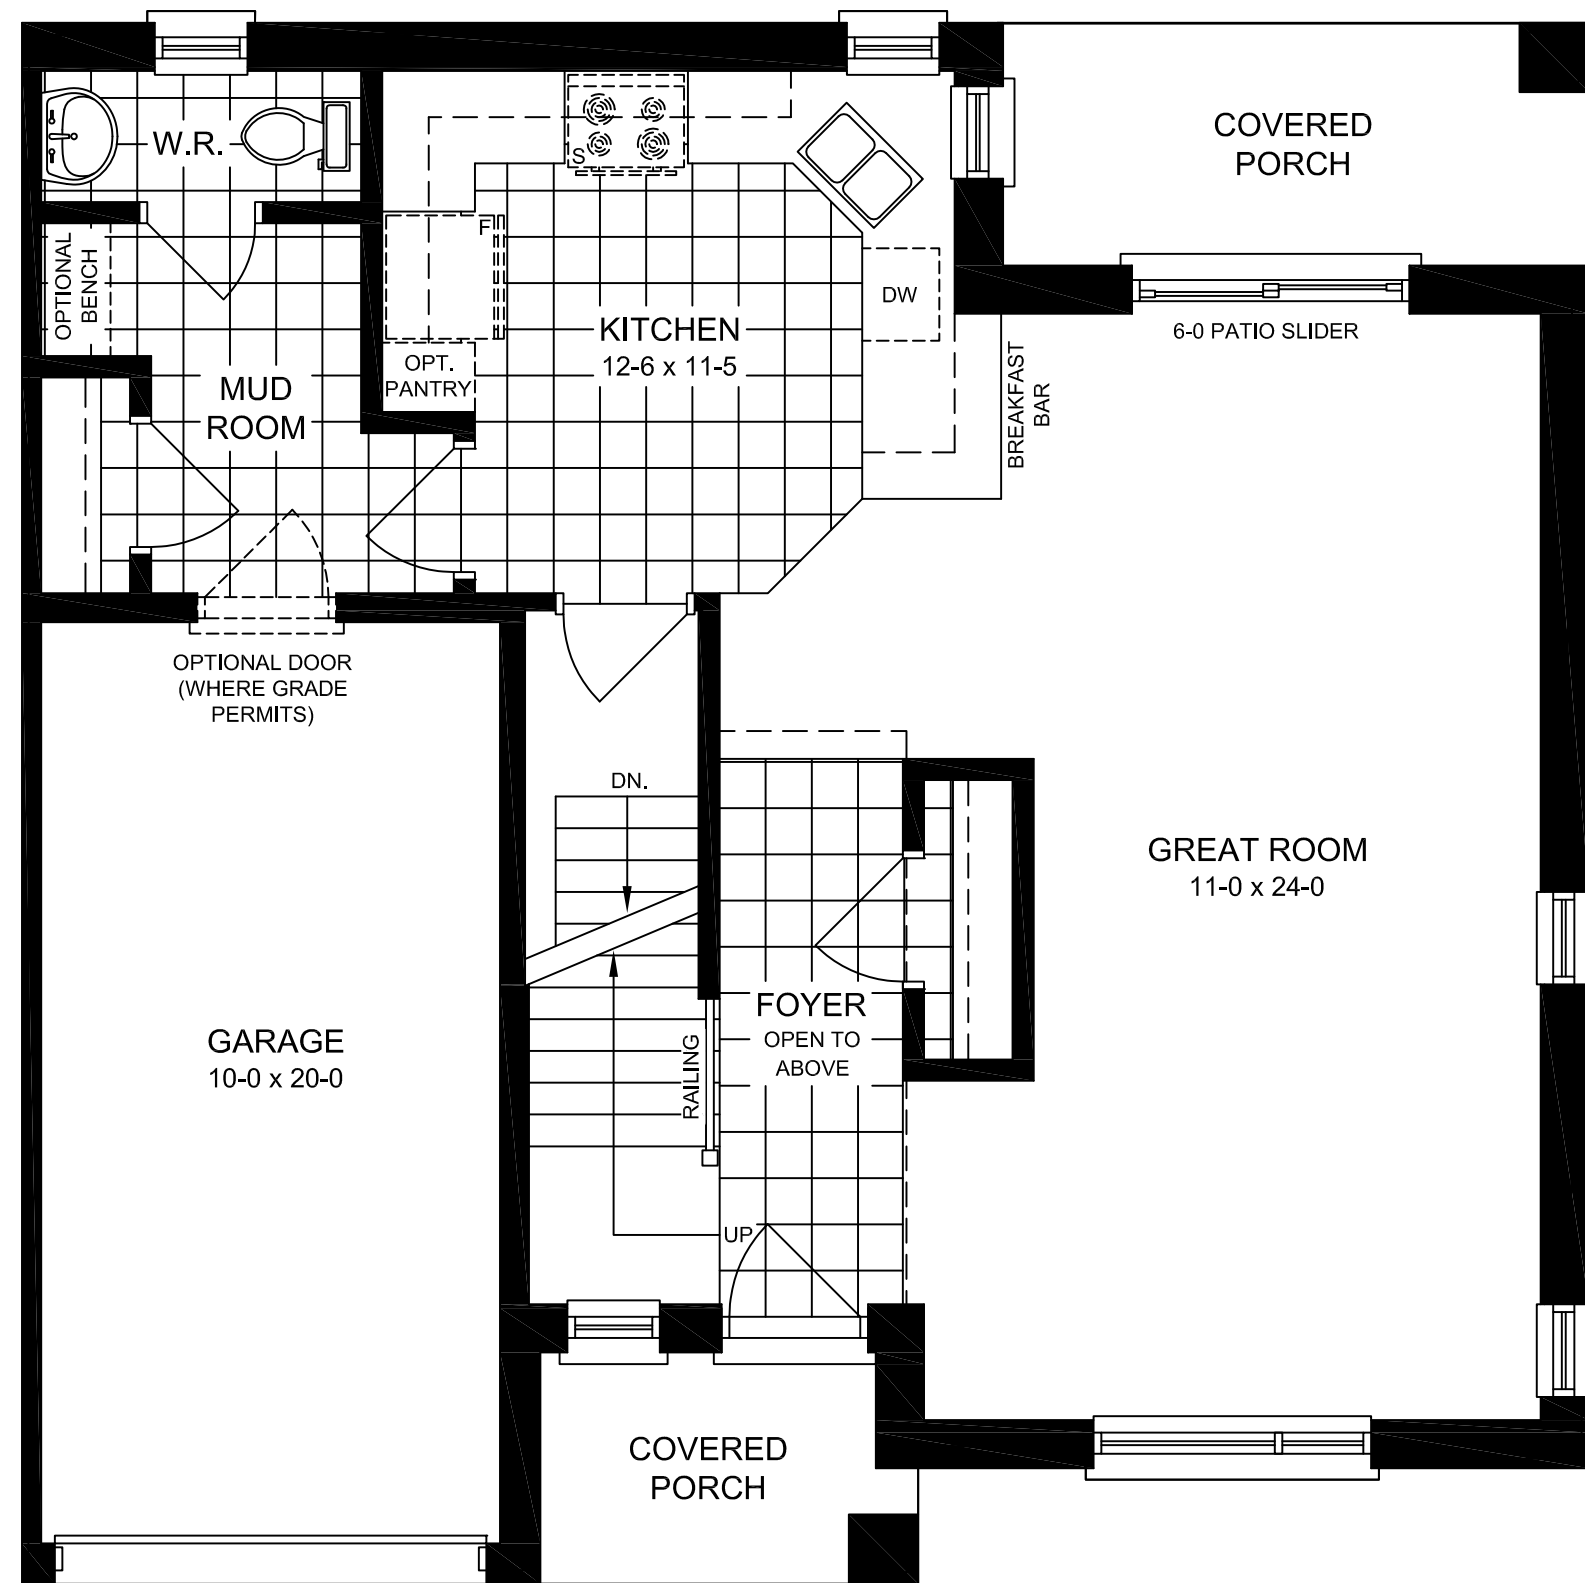 W.R.
COVERED
PORCH
S
F
OPTIONAL
BENCH
DW
KITCHEN
12-6 x 11-5
6-0 PATIO SLIDER
OPT.
PANTRY
BREAKFAST
BAR
MUD
ROOM
OPTIONAL DOOR
(WHERE GRADE
PERMITS)
DN.
GREAT ROOM
11-0 x 24-0
FOYER
OPEN TO
ABOVE
RAILING
GARAGE
10-0 x 20-0
UP
COVERED
PORCH